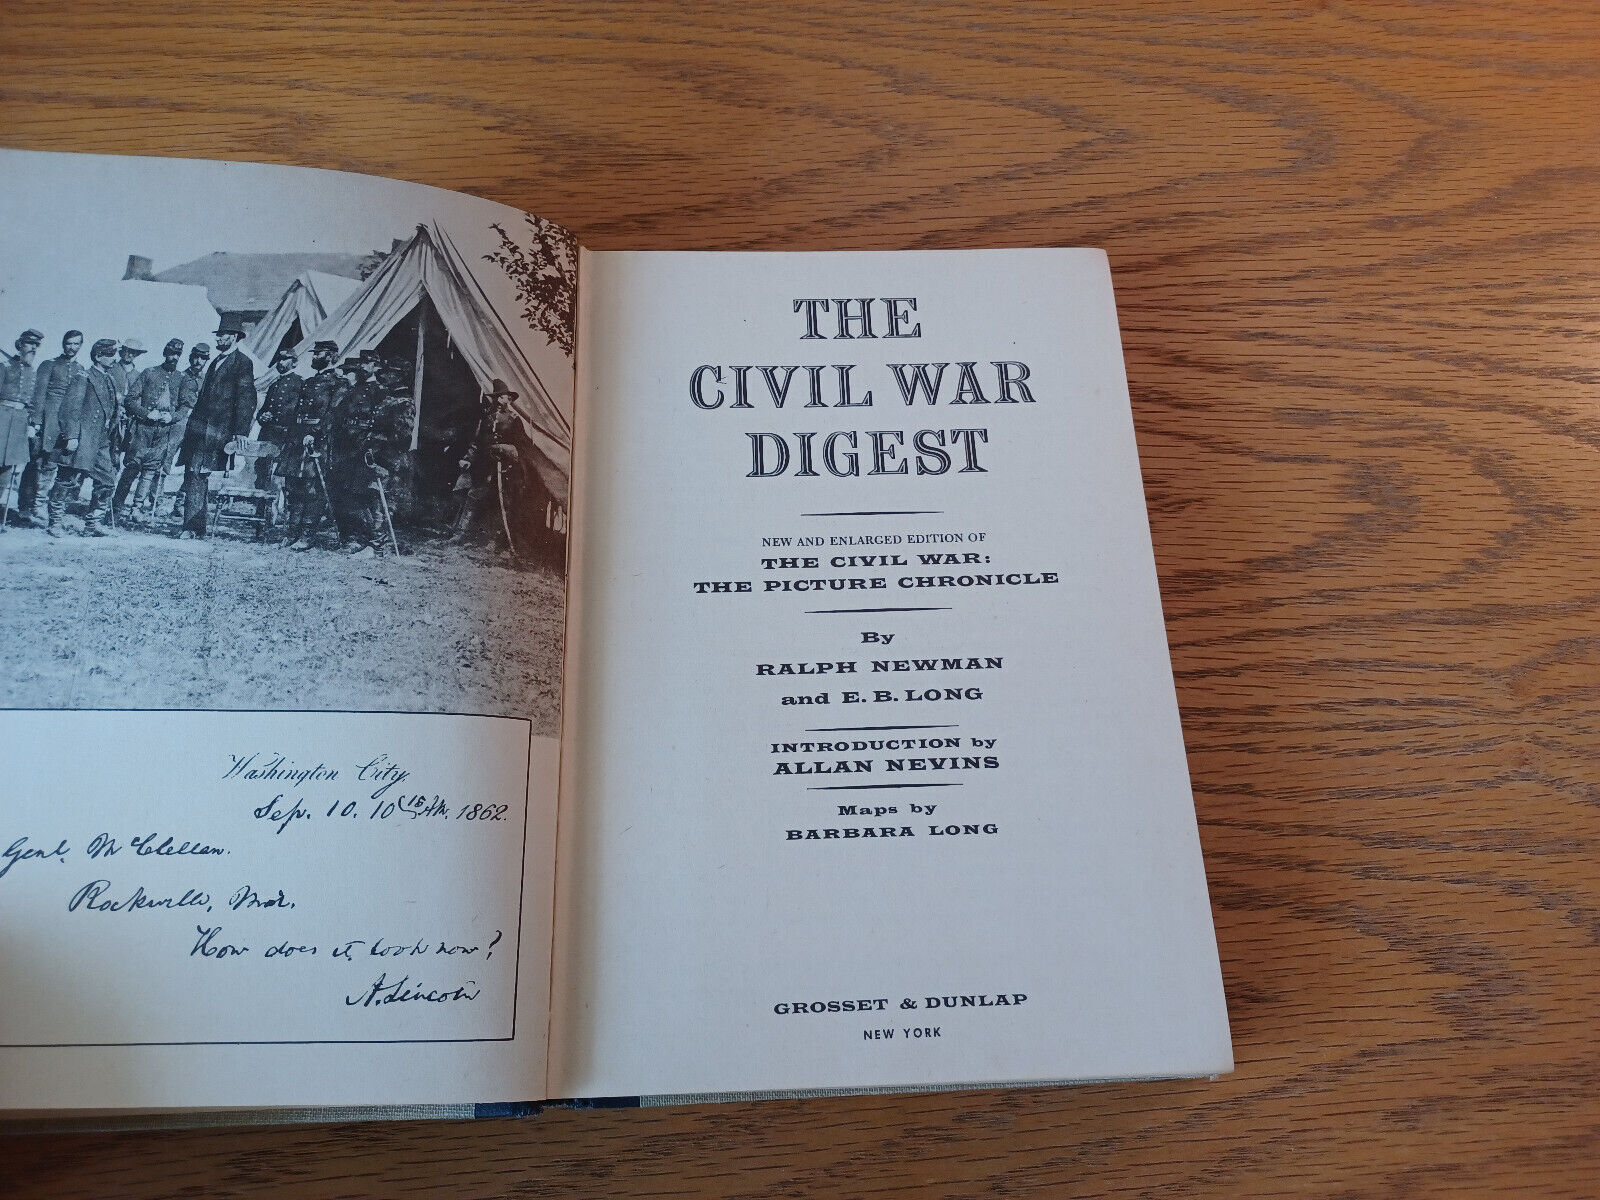 Washington City,
Sep. 10. 10 15 AM. 1862.
Genl. McClellan.
Rockville, Md.
How does it look now?
A. Lincoln
THE
CIVIL WAR
DIGEST
NEW AND ENLARGED EDITION OF
THE CIVIL WAR:
THE PICTURE CHRONICLE
By
RALPH NEWMAN
and E. B. LONG
INTRODUCTION by
ALLAN NEVINS
Maps by
BARBARA LONG
GROSSET & DUNLAP
NEW YORK